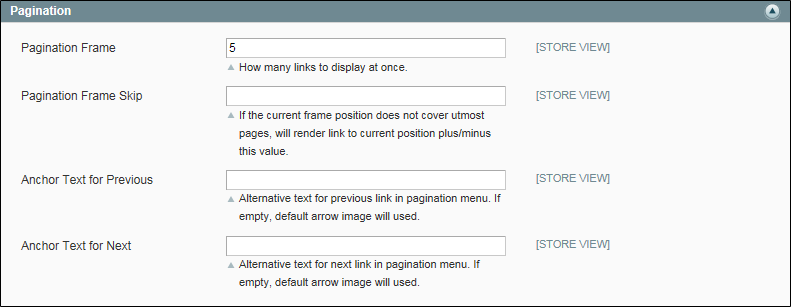 Pagination
Pagination Frame 5 [STORE VIEW]
How many links to display at once.
Pagination Frame Skip [STORE VIEW]
If the current frame position does not cover utmost
pages, will render link to current position plus/minus
this value.
Anchor Text for Previous [STORE VIEW]
Alternative text for previous link in pagination menu. If
empty, default arrow image will used.
Anchor Text for Next [STORE VIEW]
Alternative text for next link in pagination menu. If
empty, default arrow image will used.